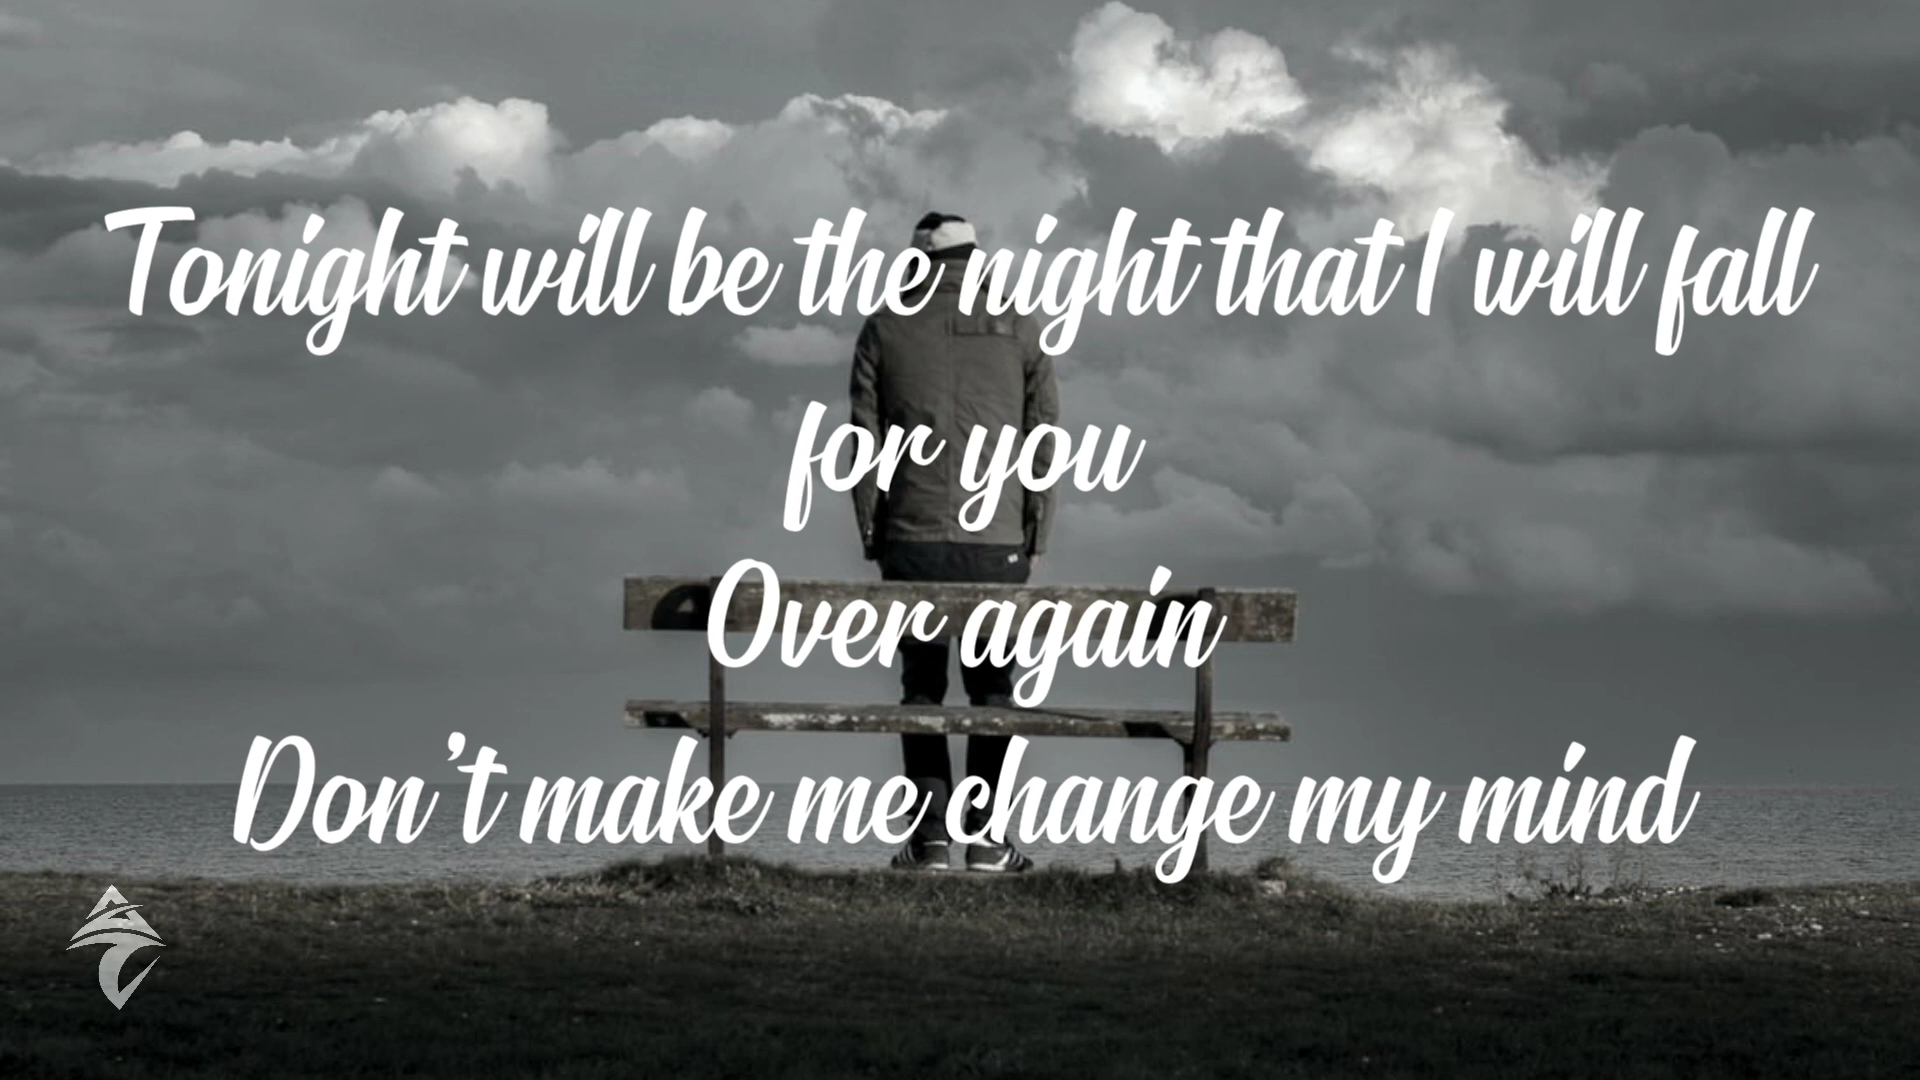 Tonight will be the night that I will fall
for you
Over again
Don't make me change my mind